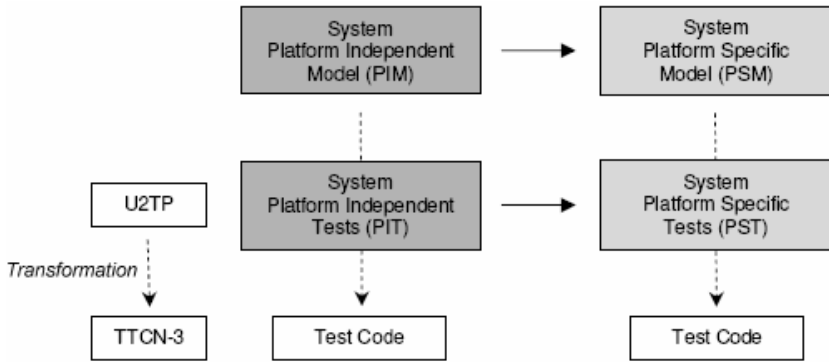 System
Platform Independent
Model (PIM)
System
Platform Specific
Model (PSM)
U2TP
System
Platform Independent
Tests (PIT)
System
Platform Specific
Tests (PST)
Transformation
TTCN-3
Test Code
Test Code